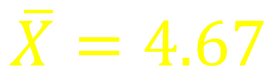 X̄ = 4.67